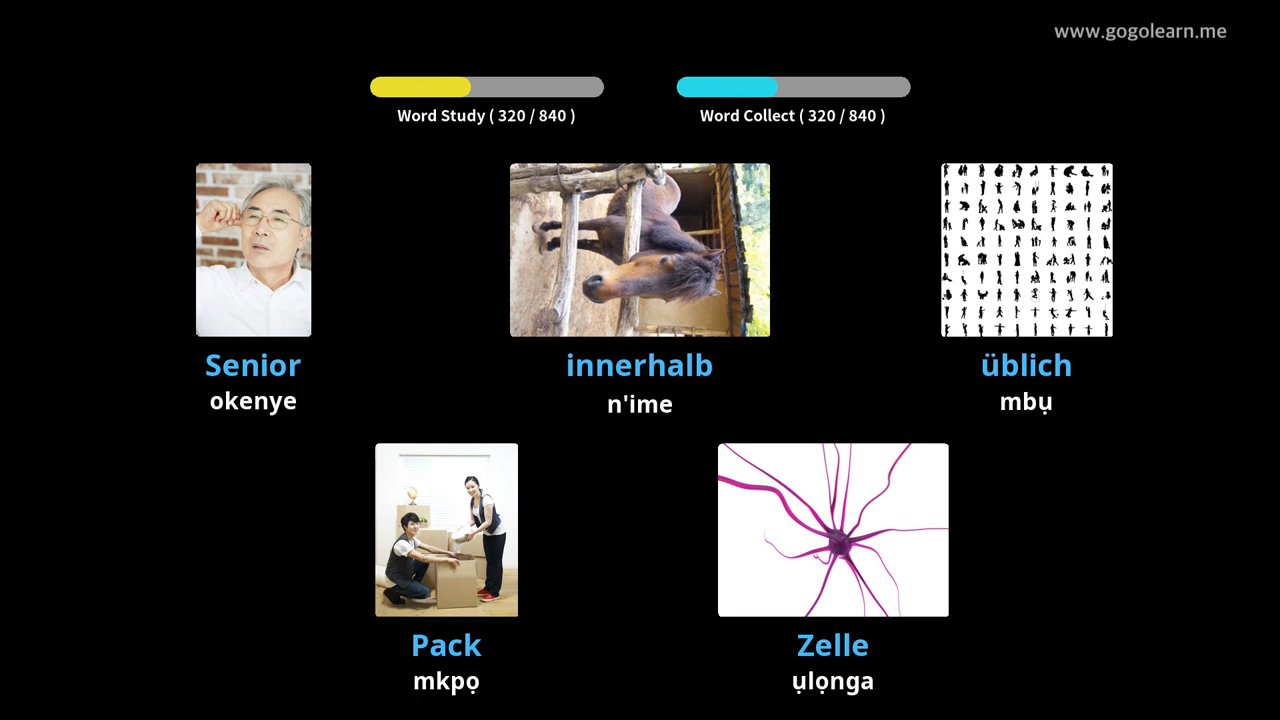 www.gogolearn.me
Word Study ( 320 / 840 )
Word Collect ( 320 / 840 )
Senior
okenye
innerhalb
n'ime
üblich
mbụ
Pack
mkpọ
Zelle
ụlọnga